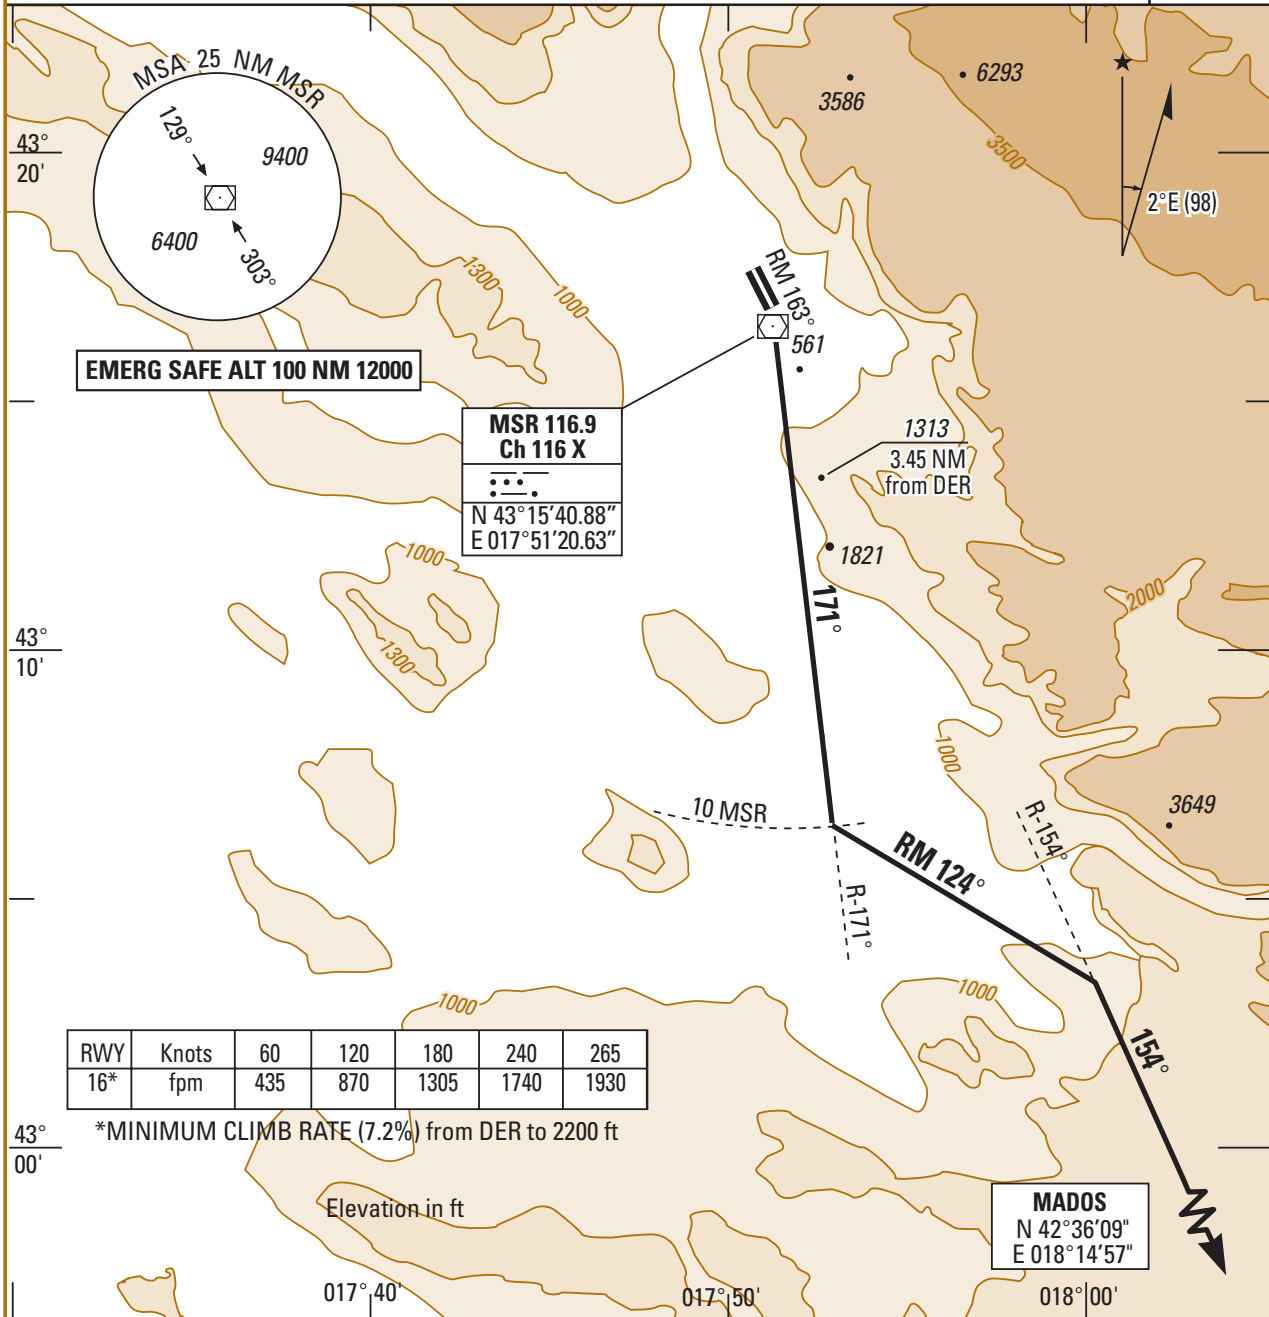 MSA 25 NM MSR
129°
9400
6400
303°
EMERG SAFE ALT 100 NM 12000
43°
20'
3586
6293
3500
2°E (98)
1300
1000
RM 163°
561
MSR 116.9
Ch 116 X
N 43°15'40.88"
E 017°51'20.63"
1313
3.45 NM
from DER
1821
1000
1300
171°
2000
43°
10'
1000
10 MSR
3649
R-154°
RM 124°
R-171°
1000
1000
154°
RWY Knots 60 120 180 240 265
16* fpm 435 870 1305 1740 1930
*MINIMUM CLIMB RATE (7.2%) from DER to 2200 ft
43°
00'
Elevation in ft
MADOS
N 42°36'09"
E 018°14'57"
017°40'
017°50'
018°00'